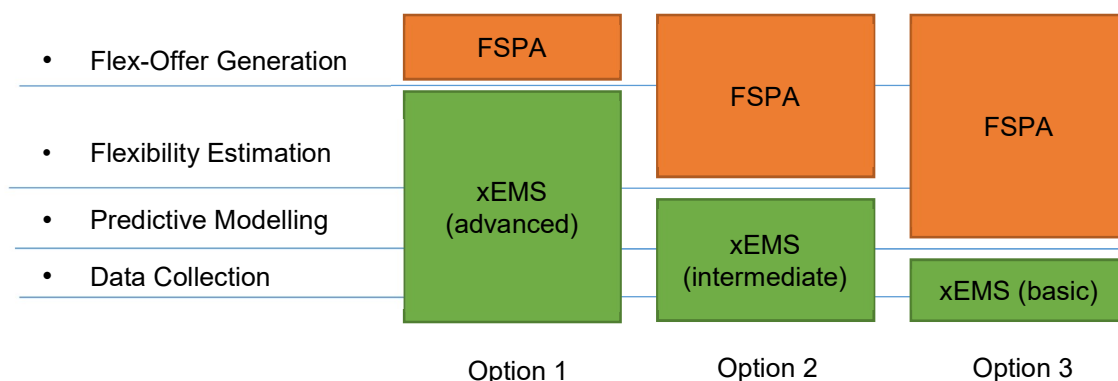 • Flex-Offer Generation
• Flexibility Estimation
• Predictive Modelling
• Data Collection
FSPA
xEMS
(advanced)
Option 1
FSPA
xEMS
(intermediate)
Option 2
FSPA
xEMS (basic)
Option 3